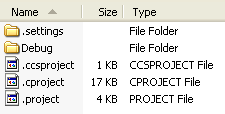 Name Size Type
.settings File Folder
Debug File Folder
.ccsproject 1 KB CCSPROJECT File
.cproject 17 KB CPROJECT File
.project 4 KB PROJECT File